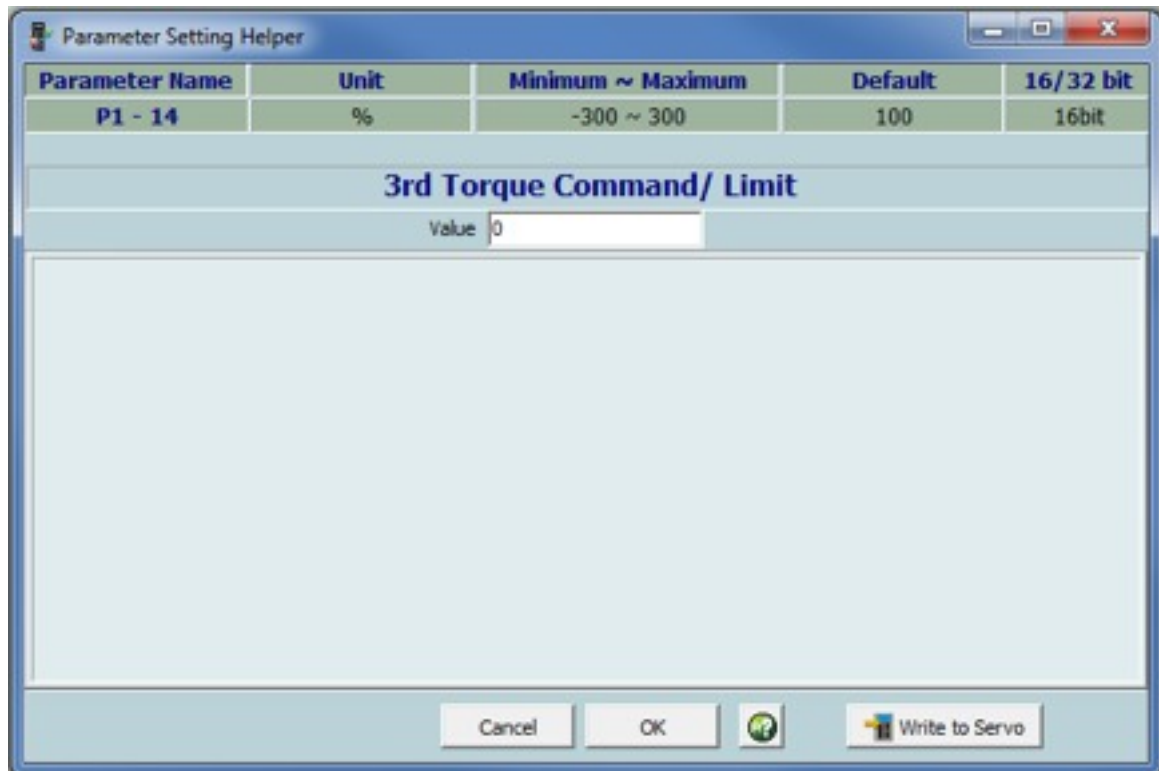 Parameter Setting Helper
Parameter Name Unit Minimum ~ Maximum Default 16/32 bit
P1 - 14 % -300 ~ 300 100 16bit
3rd Torque Command/ Limit
Value 0
Cancel OK Write to Servo